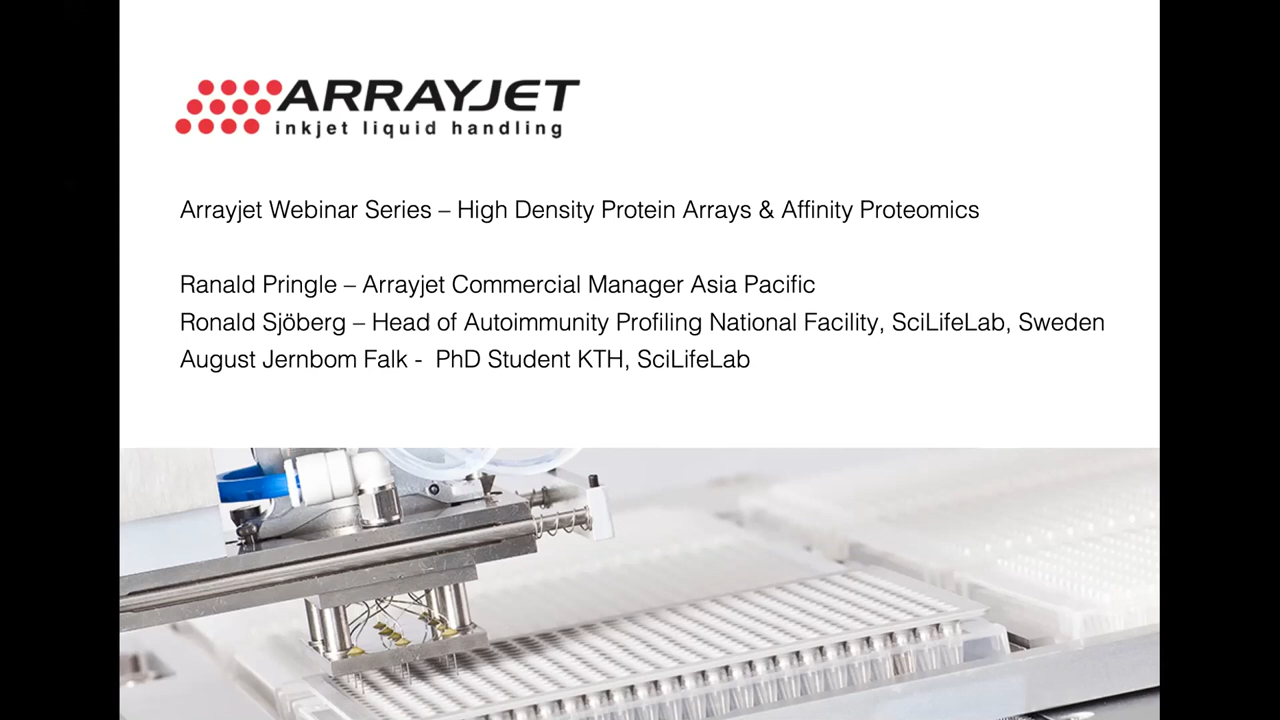 ARRAYJET
inkjet liquid handling
Arrayjet Webinar Series – High Density Protein Arrays & Affinity Proteomics
Ranald Pringle – Arrayjet Commercial Manager Asia Pacific
Ronald Sjöberg – Head of Autoimmunity Profiling National Facility, SciLifeLab, Sweden
August Jernbom Falk - PhD Student KTH, SciLifeLab